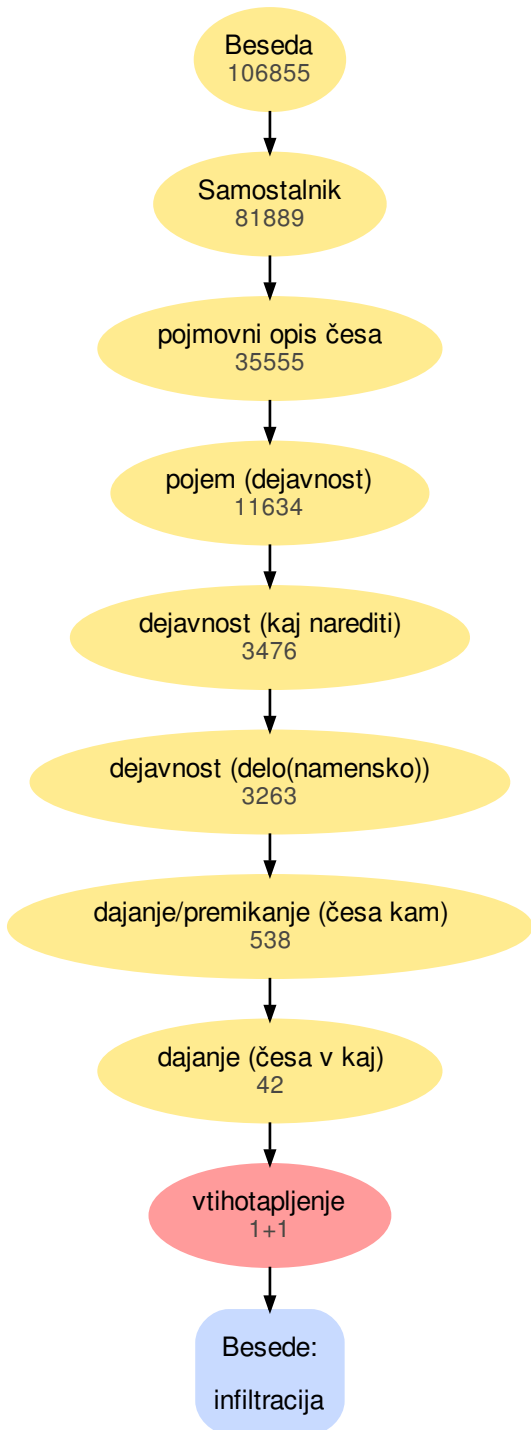 Beseda
106855
Samostalnik
81889
pojmovni opis česa
35555
pojem (dejavnost)
11634
dejavnost (kaj narediti)
3476
dejavnost (delo(namensko))
3263
dajanje/premikanje (česa kam)
538
dajanje (česa v kaj)
42
vtihotapljenje
1+1
Besede:
infiltracija